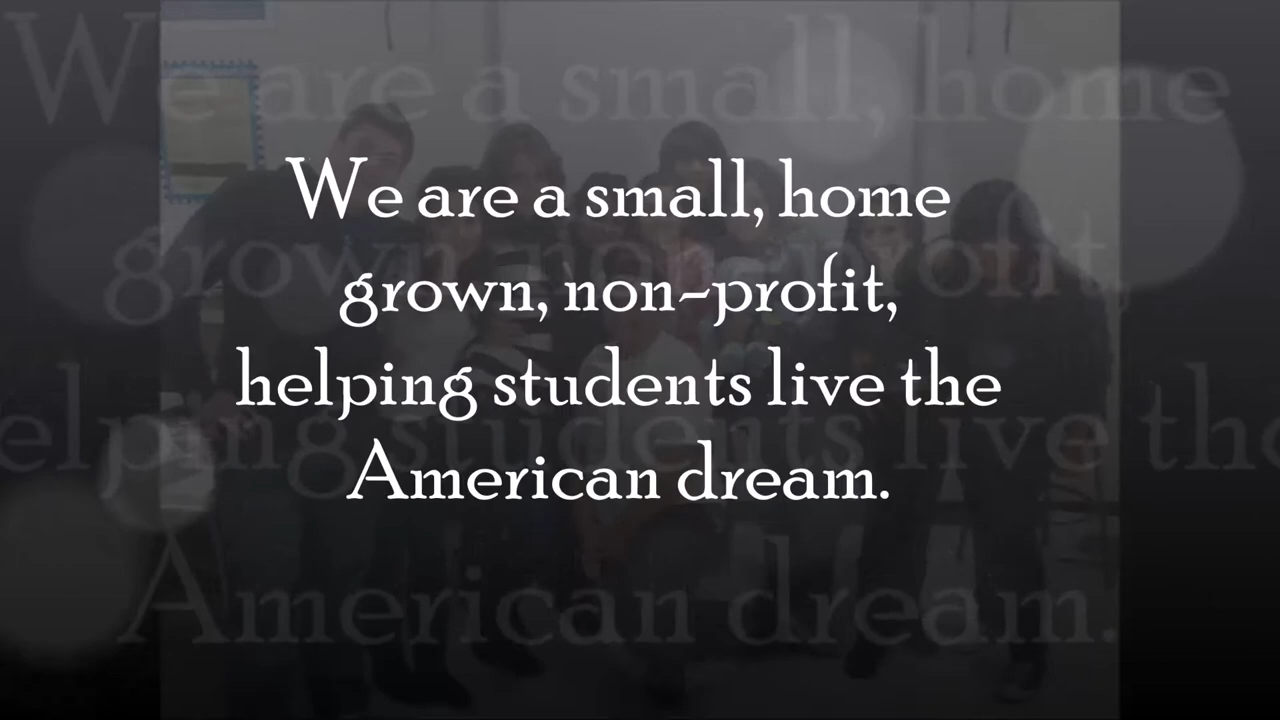 We are a small, home
grown, non-profit,
helping students live the
American dream.